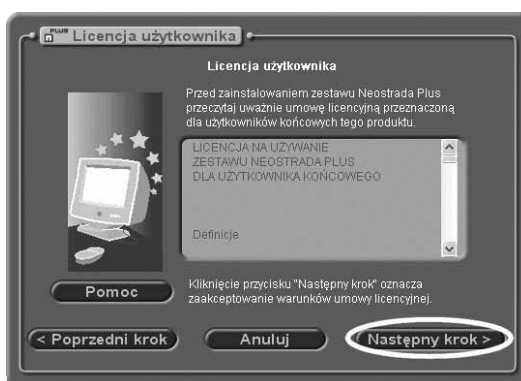 PLUS
n Licencja użytkownika
Licencja użytkownika
Przed zainstalowaniem zestawu Neostrada Plus
przeczytaj uważnie umowę licencyjną przeznaczoną
dla użytkowników końcowych tego produktu.
LICENCJA NA UŻYWANIE
ZESTAWU NEOSTRADA PLUS
DLA UŻYTKOWNIKA KOŃCOWEGO
Definicje
Pomoc
Kliknięcie przycisku "Następny krok" oznacza
zaakceptowanie warunków umowy licencyjnej.
< Poprzedni krok
Anuluj
Następny krok >